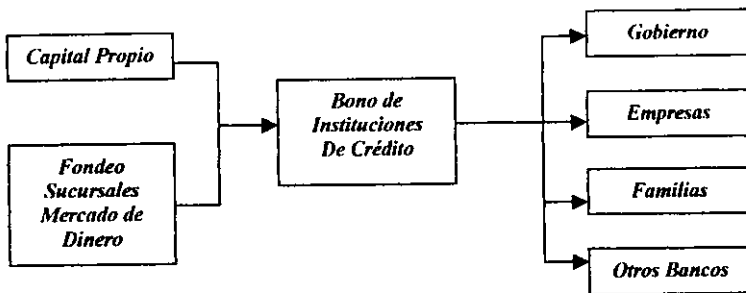 Capital Propio
Fondeo
Sucursales
Mercado de
Dinero
Bono de
Instituciones
De Crédito
Gobierno
Empresas
Familias
Otros Bancos